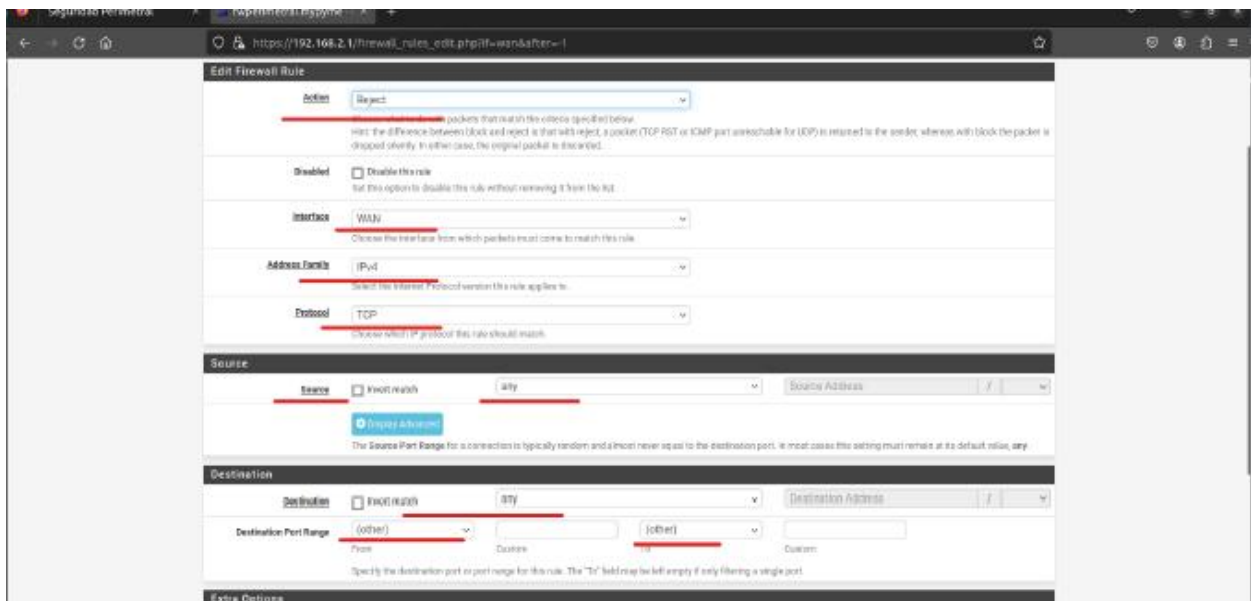 Seguridad Perimetral
https://192.168.2.1/firewall_rules_edit.php?if=wan&after=-1
Edit Firewall Rule
Action
Reject
packets that match the criteria specified below.
Hint: the difference between block and reject is that with reject, a packet (TCP RST or ICMP port unreachable for UDP) is returned to the sender, whereas with block the packet is
dropped silently. In either case, the original packet is discarded.
Disabled
Disable this rule
Set this option to disable this rule without removing it from the list.
Interface
WAN
Choose the interface from which packets must come to match this rule.
Address Family
IPv4
Select the Internet Protocol version this rule applies to.
Protocol
TCP
Choose which IP protocol this rule should match.
Source
Source
Invert match
any
Source Address
/
Display Advanced
The Source Port Range for a connection is typically random and almost never equal to the destination port. In most cases this setting must remain at its default value, any.
Destination
Destination
Invert match
any
Destination Address
/
Destination Port Range
(other)
(other)
From
Custom
To
Custom
Specify the destination port or port range for this rule. The "To" field may be left empty if only filtering a single port.
Extra Options